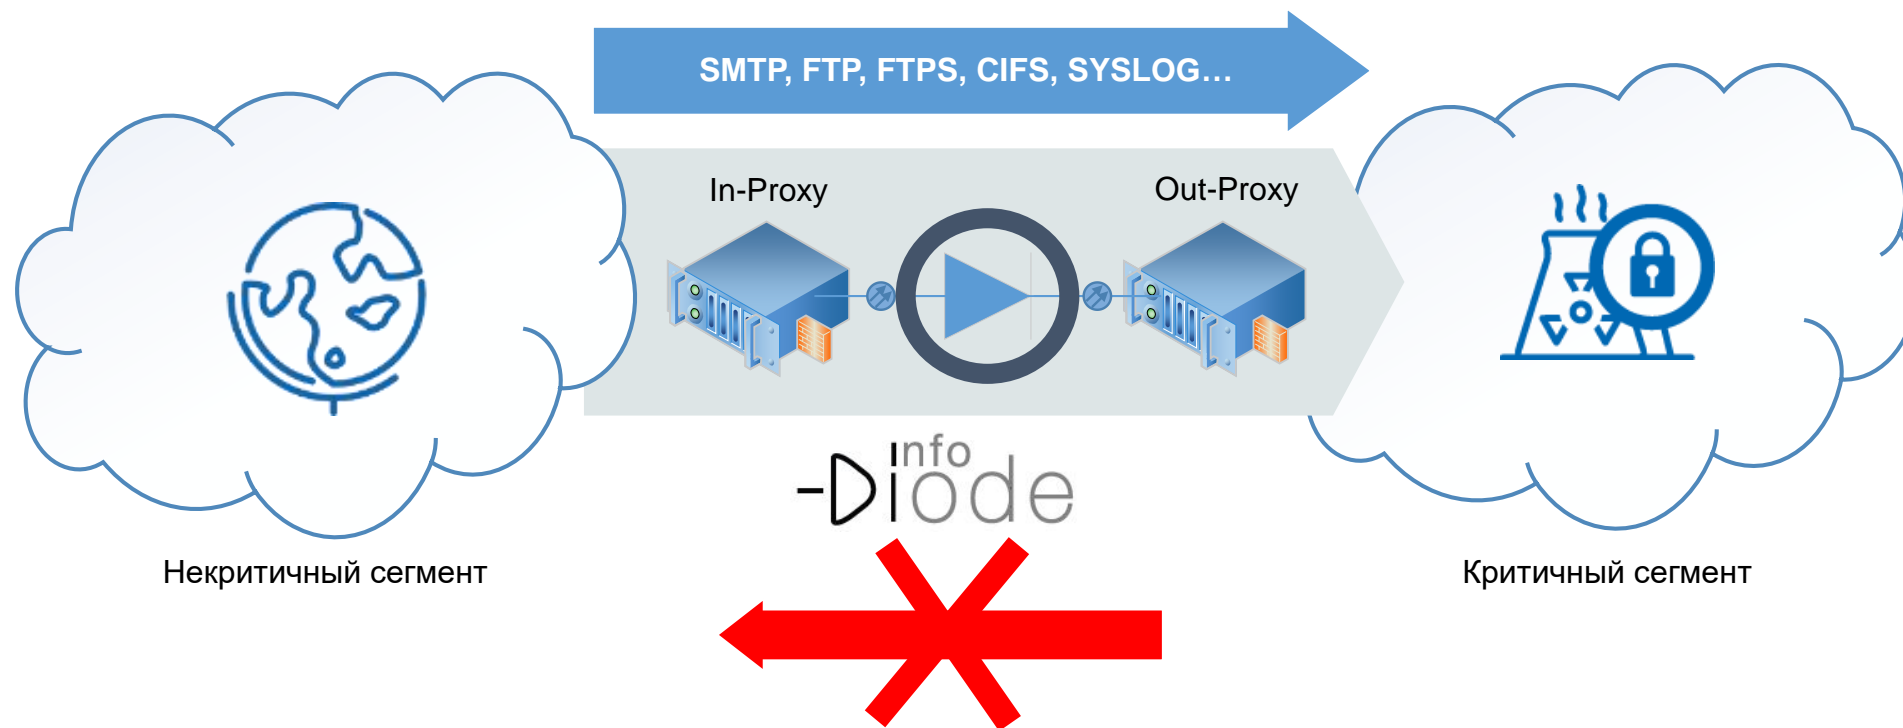 SMTP, FTP, FTPS, CIFS, SYSLOG…
In-Proxy
Out-Proxy
info
Diode
Некритичный сегмент
Критичный сегмент